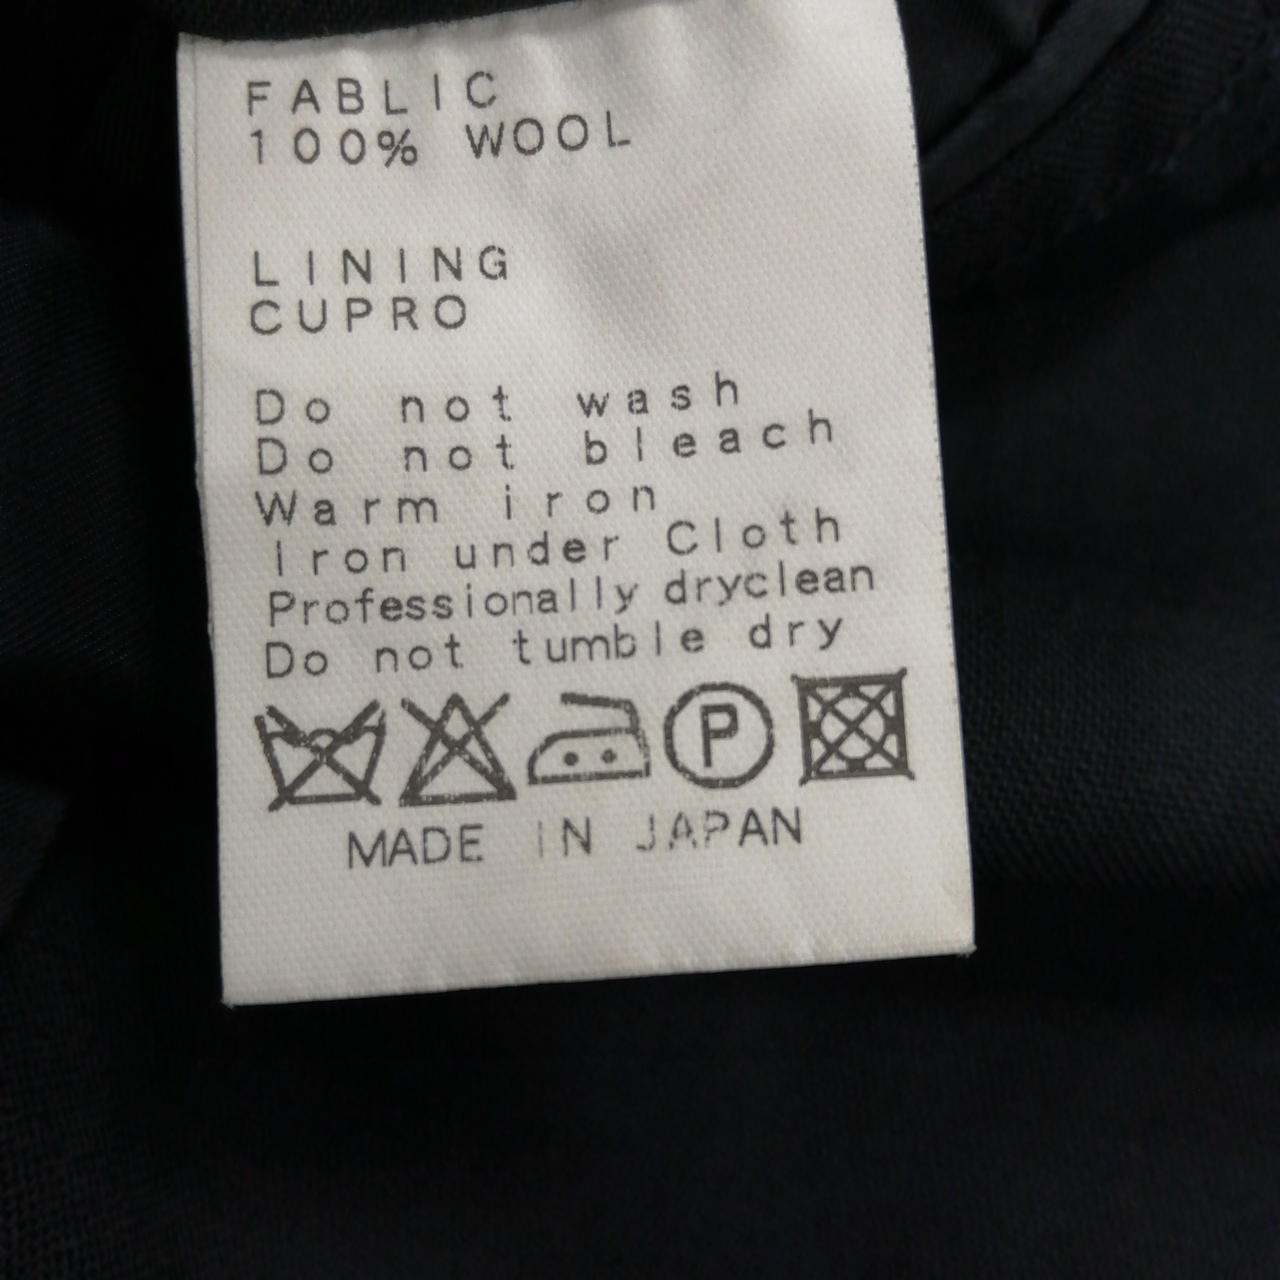 FABLIC
100% WOOL
LINING
CUPRO
Do not wash
Do not bleach
Warm iron
Iron under Cloth
Professionally dryclean
Do not tumble dry
P
MADE IN JAPAN